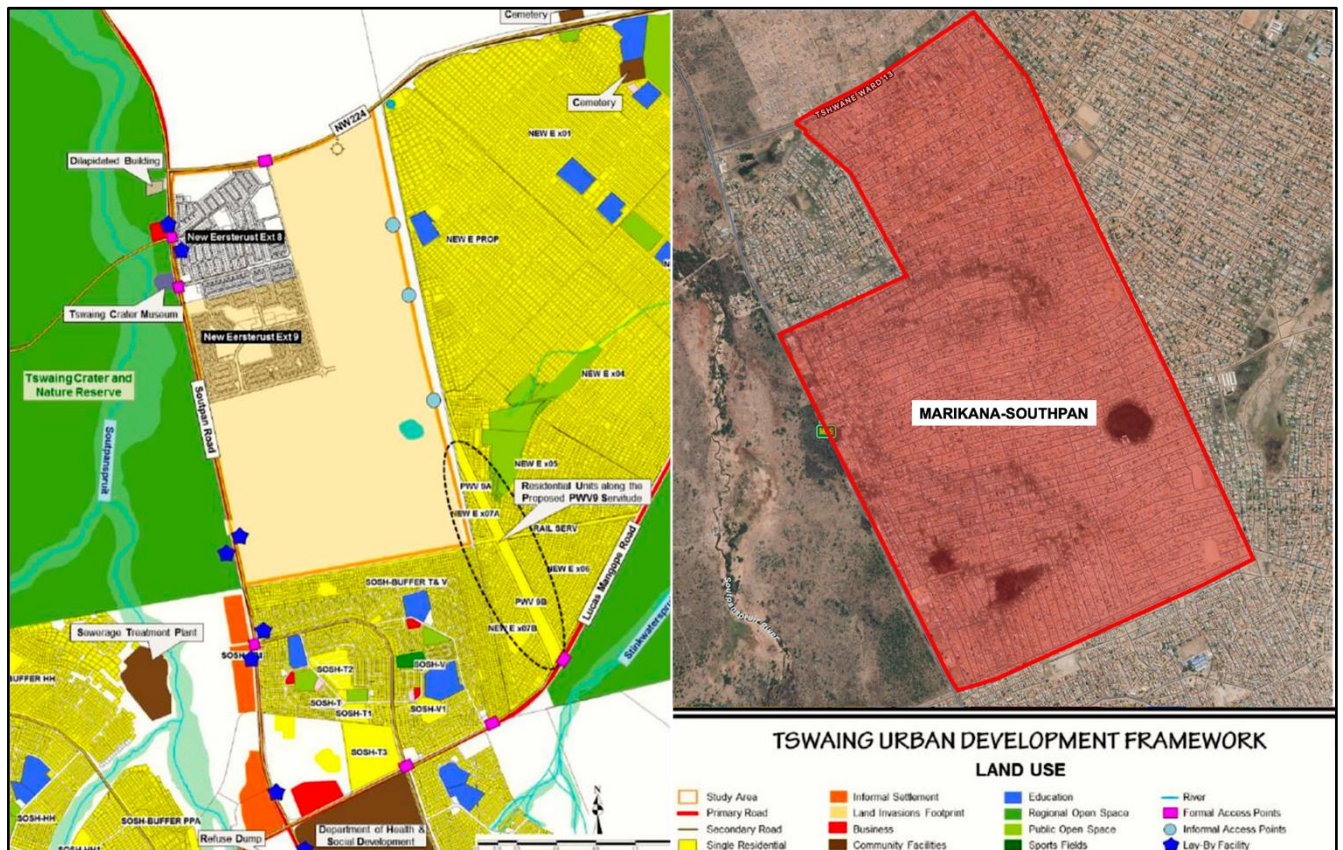 Cemetery
Cemetery
NW224
NEW E x01
Dilapidated Building
New Eersterust Ext 8
NEW E PROP
Tswaing Crater Museum
New Eersterust Ext 9
Tswaing Crater and
Nature Reserve
Soutpan Road
Soutpanspruit
NEW E x04
NEW E x05
PWV 9A
Residential Units along the
Proposed PWV9 Servitude
NEW E x07A
RAIL SERV
NEW E x06
Lucas Mangope Road
SOSH-BUFFER T& V
PWV 9B
NEW E x07B
Sewerage Treatment Plant
BUFFER HH
SOSH-T2
SOSH-V
SOSH-T
SOSH-T1
SOSH-V1
SOSH-T3
SOSH-HH
SOSH-BUFFER PPA
Refuse Dump
Department of Health &
Social Development
N
TSHWANE WARD 13
MARIKANA-SOUTHPAN
TSWAING URBAN DEVELOPMENT FRAMEWORK
LAND USE
Study Area
Primary Road
Secondary Road
Single Residential
Informal Settlement
Land Invasions Footprint
Business
Community Facilities
Education
Regional Open Space
Public Open Space
Sports Fields
River
Formal Access Points
Informal Access Points
Lay-By Facility